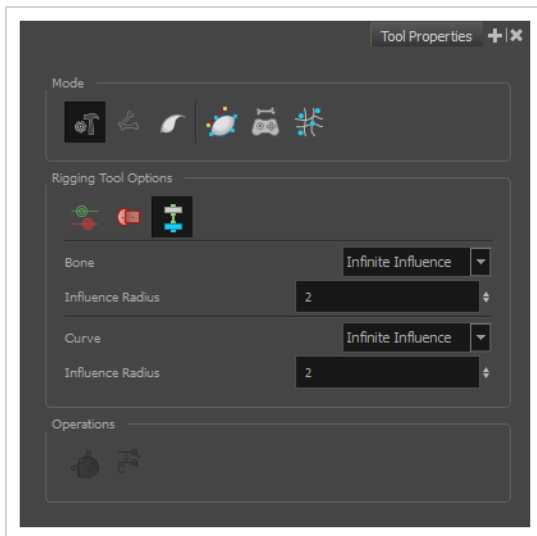 Tool Properties
Mode
Rigging Tool Options
Bone Infinite Influence
Influence Radius 2
Curve Infinite Influence
Influence Radius 2
Operations